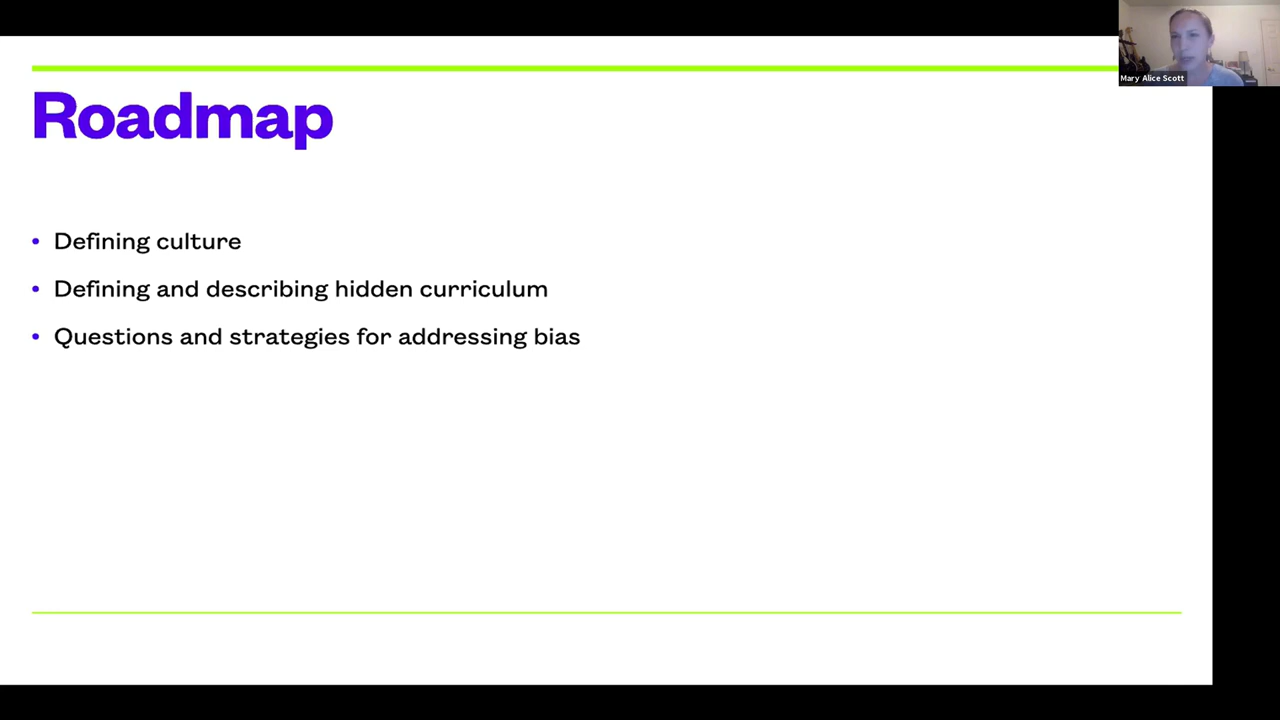 Mary Alice Scott
Roadmap
• Defining culture
• Defining and describing hidden curriculum
• Questions and strategies for addressing bias